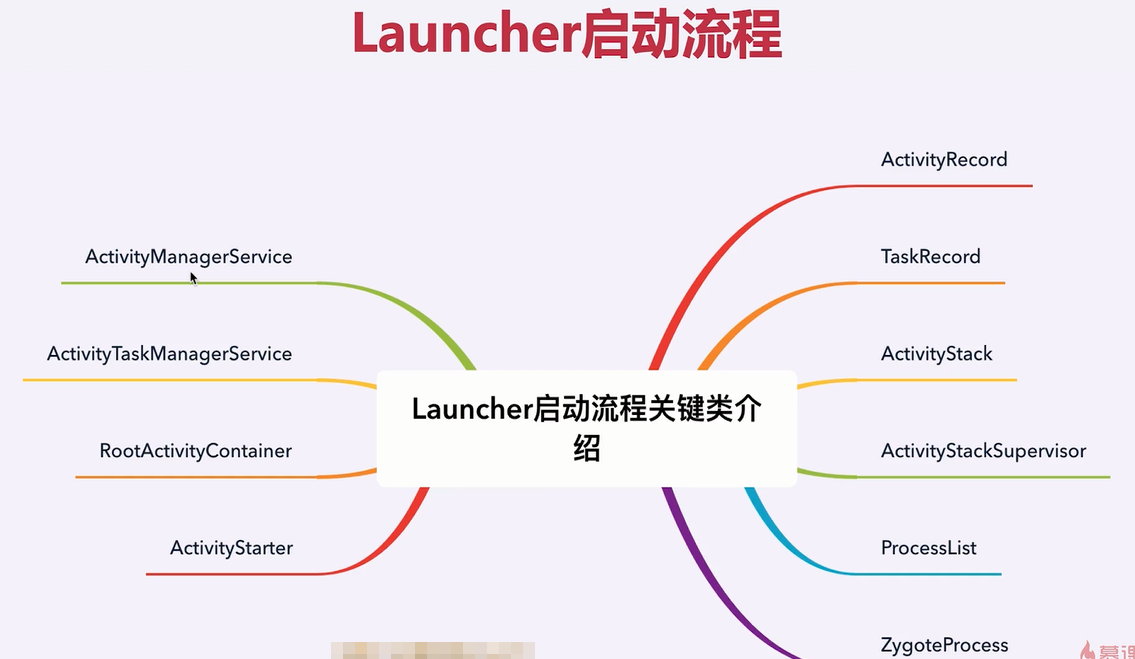 Launcher启动流程
ActivityRecord
ActivityManagerService
TaskRecord
ActivityTaskManagerService
ActivityStack
Launcher启动流程关键类介
绍
RootActivityContainer
ActivityStackSupervisor
ActivityStarter
ProcessList
ZygoteProcess
慕课